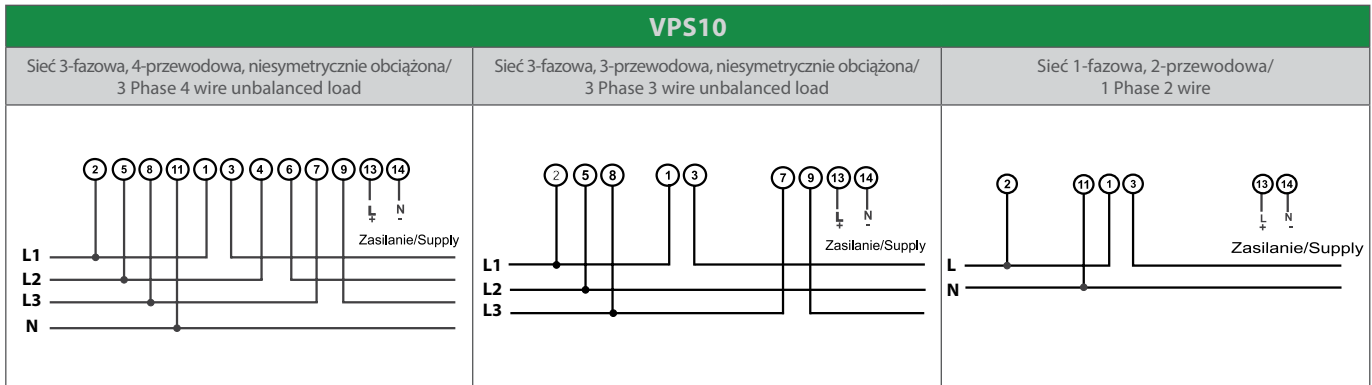 VPS10
Sieć 3-fazowa, 4-przewodowa, niesymetrycznie obciążona/
3 Phase 4 wire unbalanced load
Sieć 3-fazowa, 3-przewodowa, niesymetrycznie obciążona/
3 Phase 3 wire unbalanced load
Sieć 1-fazowa, 2-przewodowa/
1 Phase 2 wire
2 5 8 11 1 3 4 6 7 9 13 14
L N
+ -
Zasilanie/Supply
L1
L2
L3
N
2 5 8 1 3 7 9 13 14
L N
+ -
Zasilanie/Supply
L1
L2
L3
2 11 1 3 13 14
L N
+ -
Zasilanie/Supply
L
N